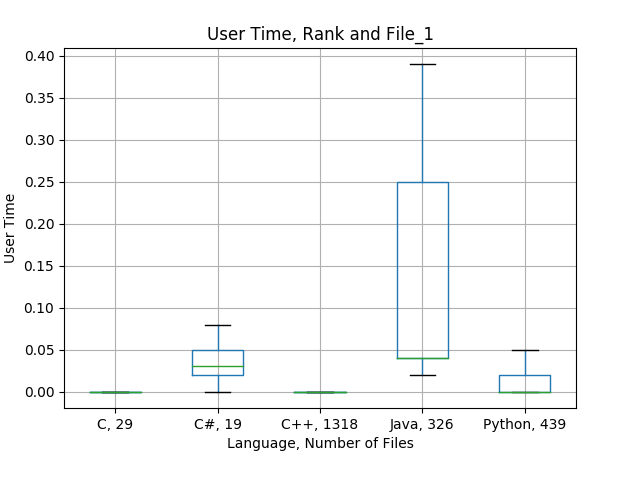 User Time, Rank and File_1
0.40
0.35
0.30
0.25
0.20
0.15
0.10
0.05
0.00
User Time
C, 29
C#, 19
C++, 1318
Java, 326
Python, 439
Language, Number of Files